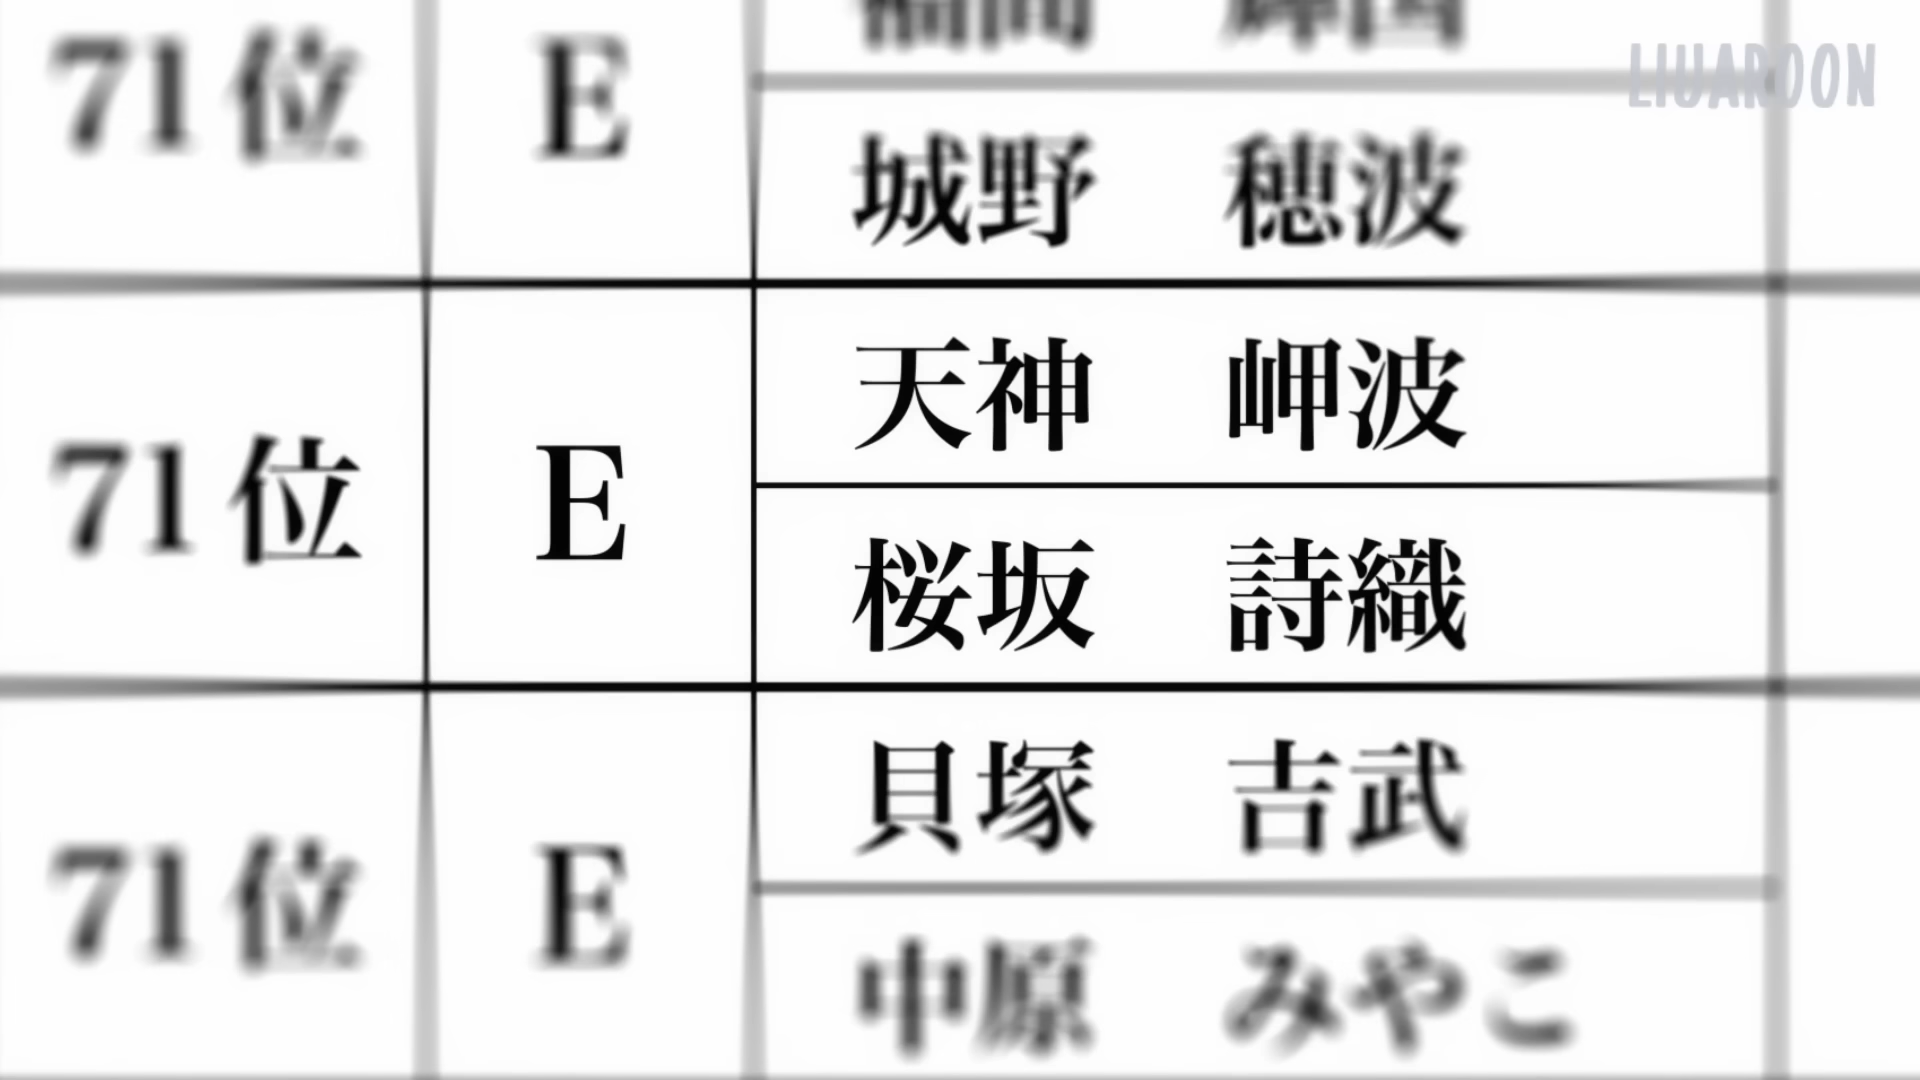 LIUAROON
71位 E
城野 穂波
71位 E
天神 岬波
桜坂 詩織
71位 E
貝塚 吉武
中原 みやこ